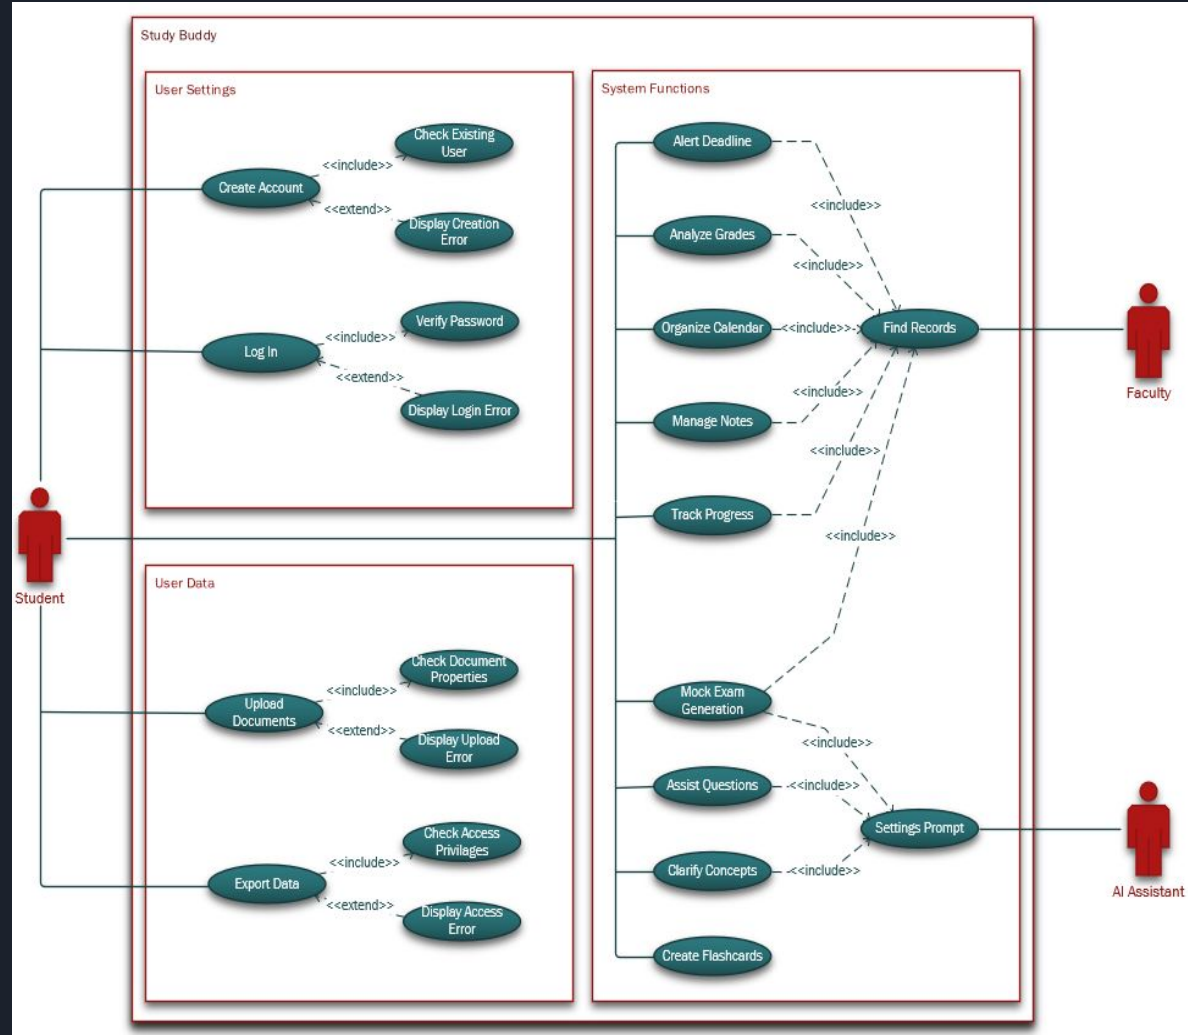 Study Buddy
User Settings
Check Existing
User
<<include>>
Create Account
<<extend>>
Display Creation
Error
Verify Password
<<include>>
Log In
<<extend>>
Display Login Error
Student
User Data
Check Document
Properties
<<include>>
Upload
Documents
<<extend>>
Display Upload
Error
Check Access
Privilages
<<include>>
Export Data
<<extend>>
Display Access
Error
System Functions
Alert Deadline
<<include>>
Analyze Grades
<<include>>
Organize Calendar
<<include>>
Find Records
Manage Notes
<<include>>
Track Progress
<<include>>
<<include>>
Mock Exam
Generation
<<include>>
Assist Questions
<<include>>
Settings Prompt
Clarify Concepts
<<include>>
Create Flashcards
Faculty
AI Assistant